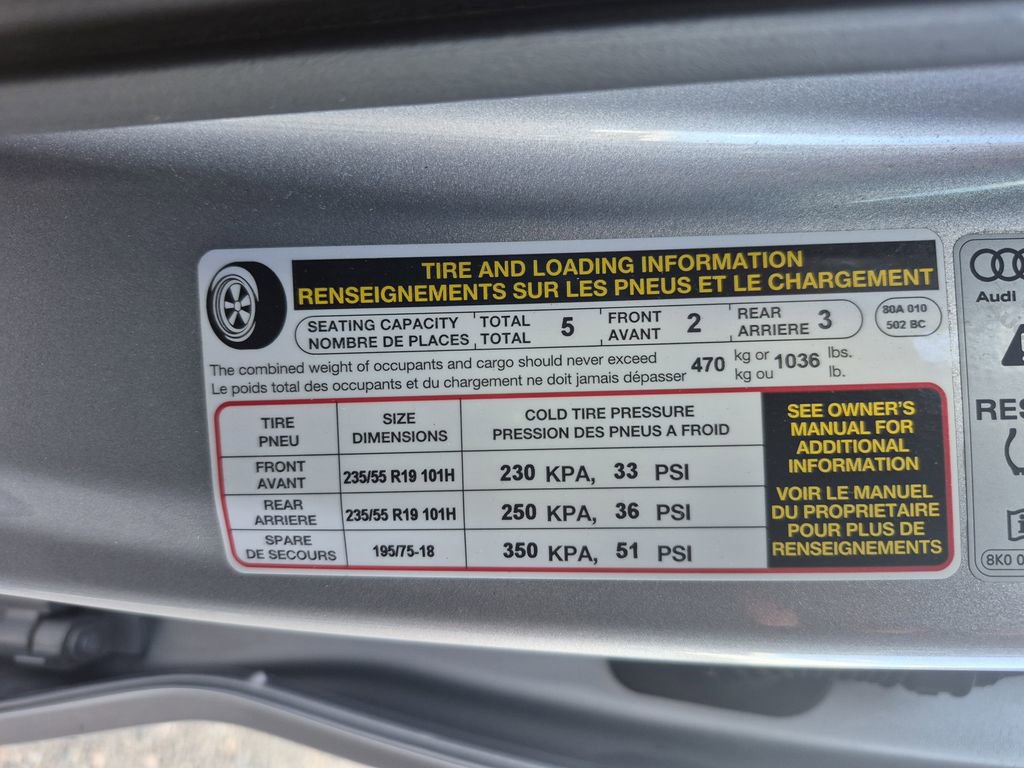 TIRE AND LOADING INFORMATION
RENSEIGNEMENTS SUR LES PNEUS ET LE CHARGEMENT
SEATING CAPACITY TOTAL 5 FRONT 2 REAR 3
NOMBRE DE PLACES TOTAL AVANT ARRIERE
80A 010
502 BC
The combined weight of occupants and cargo should never exceed 470 kg or 1036 lbs.
Le poids total des occupants et du chargement ne doit jamais dépasser kg ou lb.
TIRE SIZE COLD TIRE PRESSURE
PNEU DIMENSIONS PRESSION DES PNEUS A FROID
FRONT
AVANT 235/55 R19 101H 230 KPA, 33 PSI
REAR
ARRIERE 235/55 R19 101H 250 KPA, 36 PSI
SPARE
DE SECOURS 195/75-18 350 KPA, 51 PSI
SEE OWNER'S
MANUAL FOR
ADDITIONAL
INFORMATION
VOIR LE MANUEL
DU PROPRIETAIRE
POUR PLUS DE
RENSEIGNEMENTS
Audi
RES
8K0 0